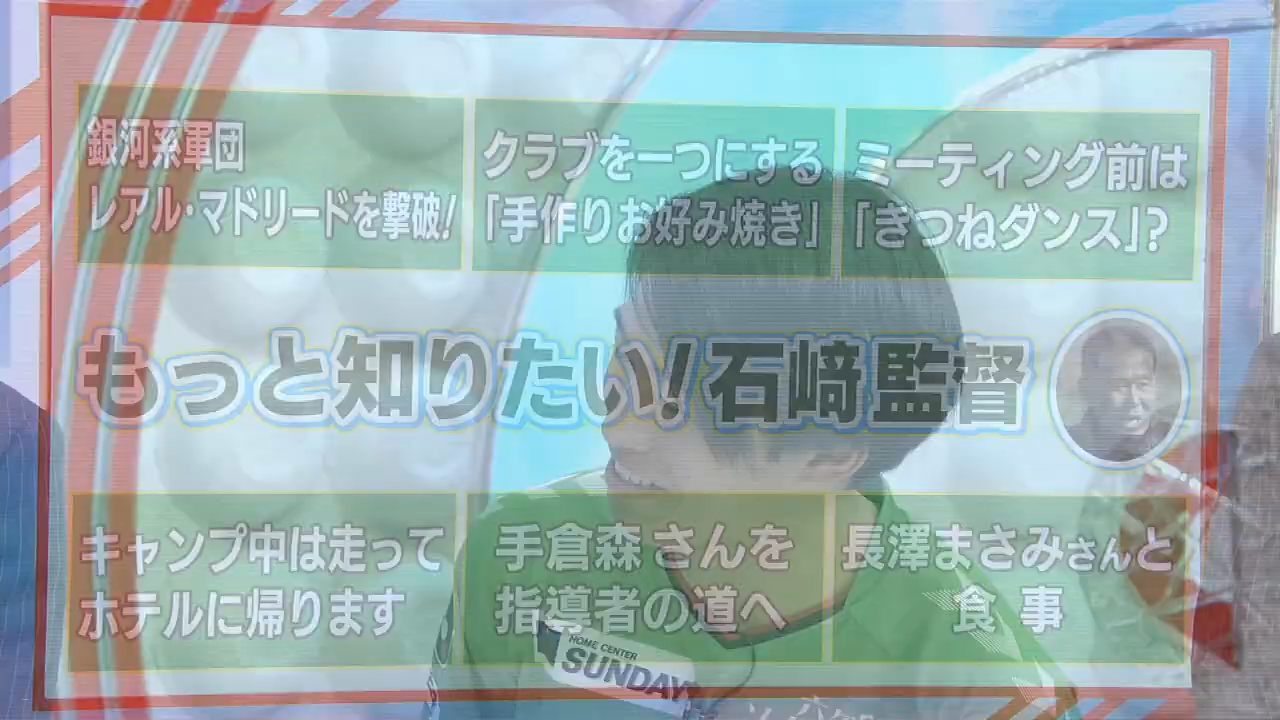 銀河系軍団
レアル・マドリードを撃破!
クラブを一つにする
「手作りお好み焼き」
ミーティング前は
「きつねダンス」?
もっと知りたい!石﨑監督
キャンプ中は走って
ホテルに帰ります
手倉森さんを
指導者の道へ
長澤まさみさんと
食事
HOME CENTER
SUNDAY